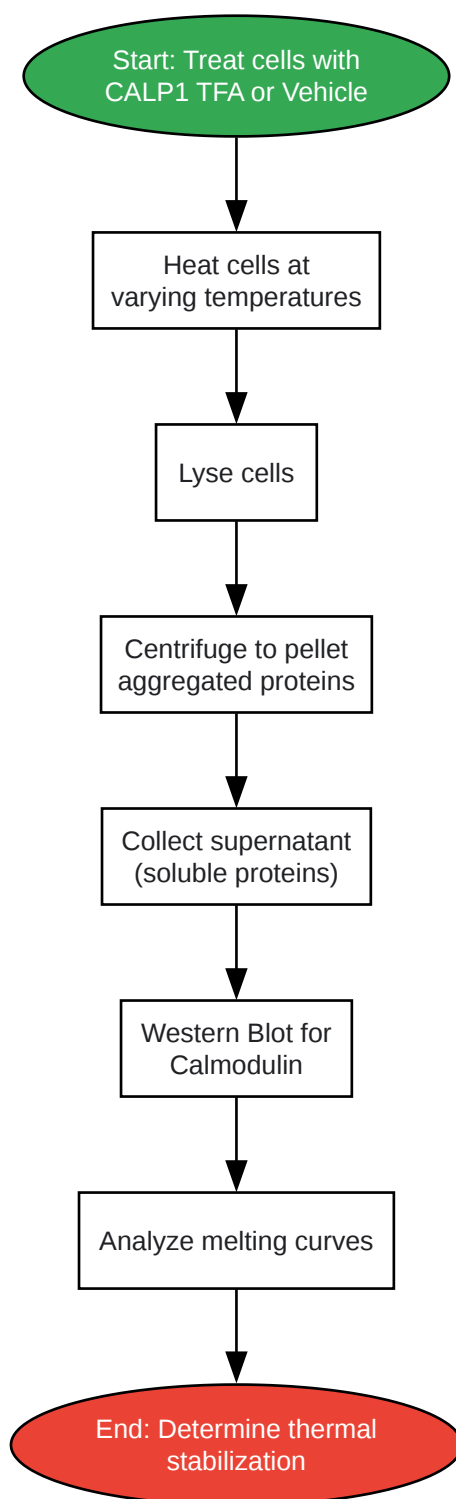 Start: Treat cells with
CALP1 TFA or Vehicle
Heat cells at
varying temperatures
Lyse cells
Centrifuge to pellet
aggregated proteins
Collect supernatant
(soluble proteins)
Western Blot for
Calmodulin
Analyze melting curves
End: Determine thermal
stabilization